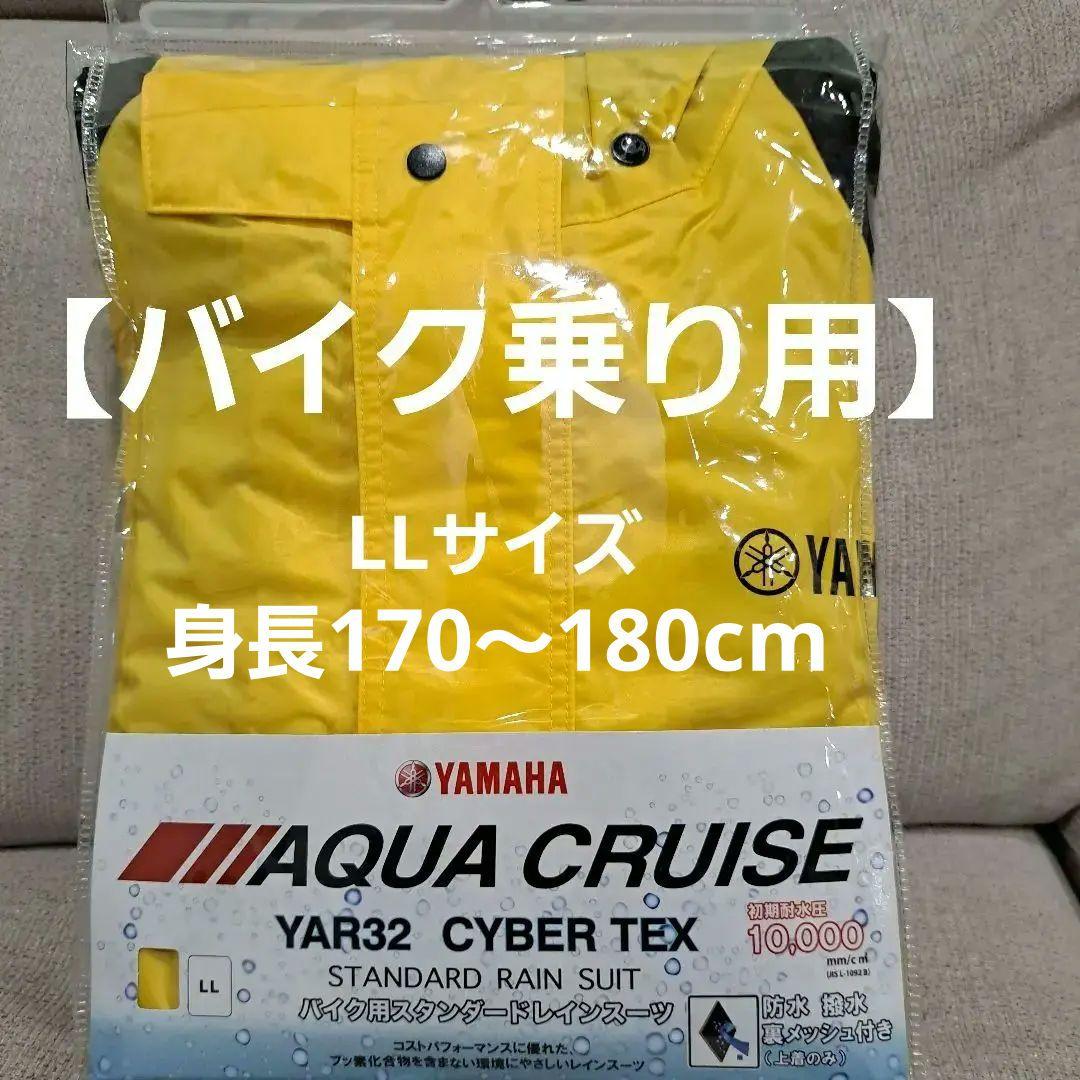 【バイク乗り用】
LLサイズ
YA
身長170〜180cm
YAMAHA
AQUA CRUISE
YAR32 CYBER TEX
初期耐水圧
10,000
mm/cm
(JIS L-1092 B)
STANDARD RAIN SUIT
LL
バイク用スタンダードレインスーツ
防水 撥水
裏メッシュ付き
(上着のみ)
コストパフォーマンスに優れた、
フッ素化合物を含まない環境にやさしいレインスーツ